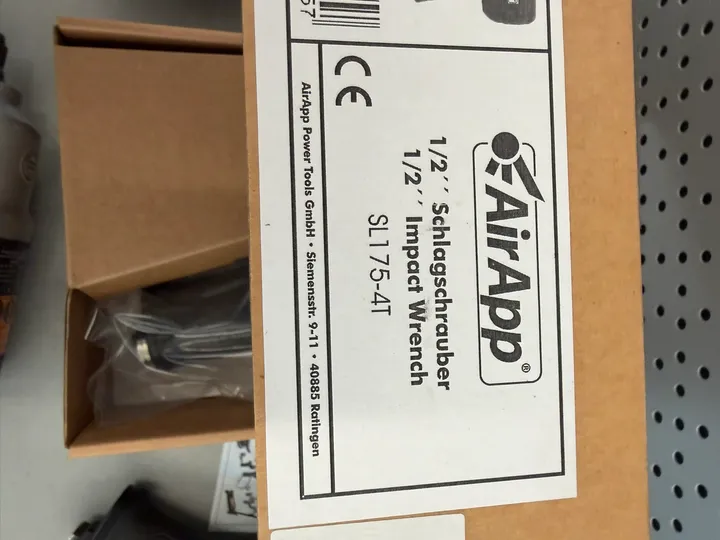 AirApp®
1/2'' Schlagschrauber
1/2'' Impact Wrench
SL175-4T
CE
AirApp Power Tools GmbH • Siemensstr. 9-11 • 40885 Ratingen